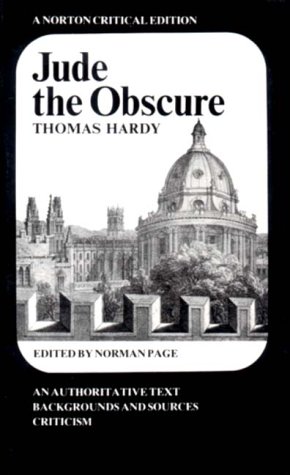 A NORTON CRITICAL EDITION
Jude
the Obscure
THOMAS HARDY
EDITED BY NORMAN PAGE
AN AUTHORITATIVE TEXT
BACKGROUNDS AND SOURCES
CRITICISM